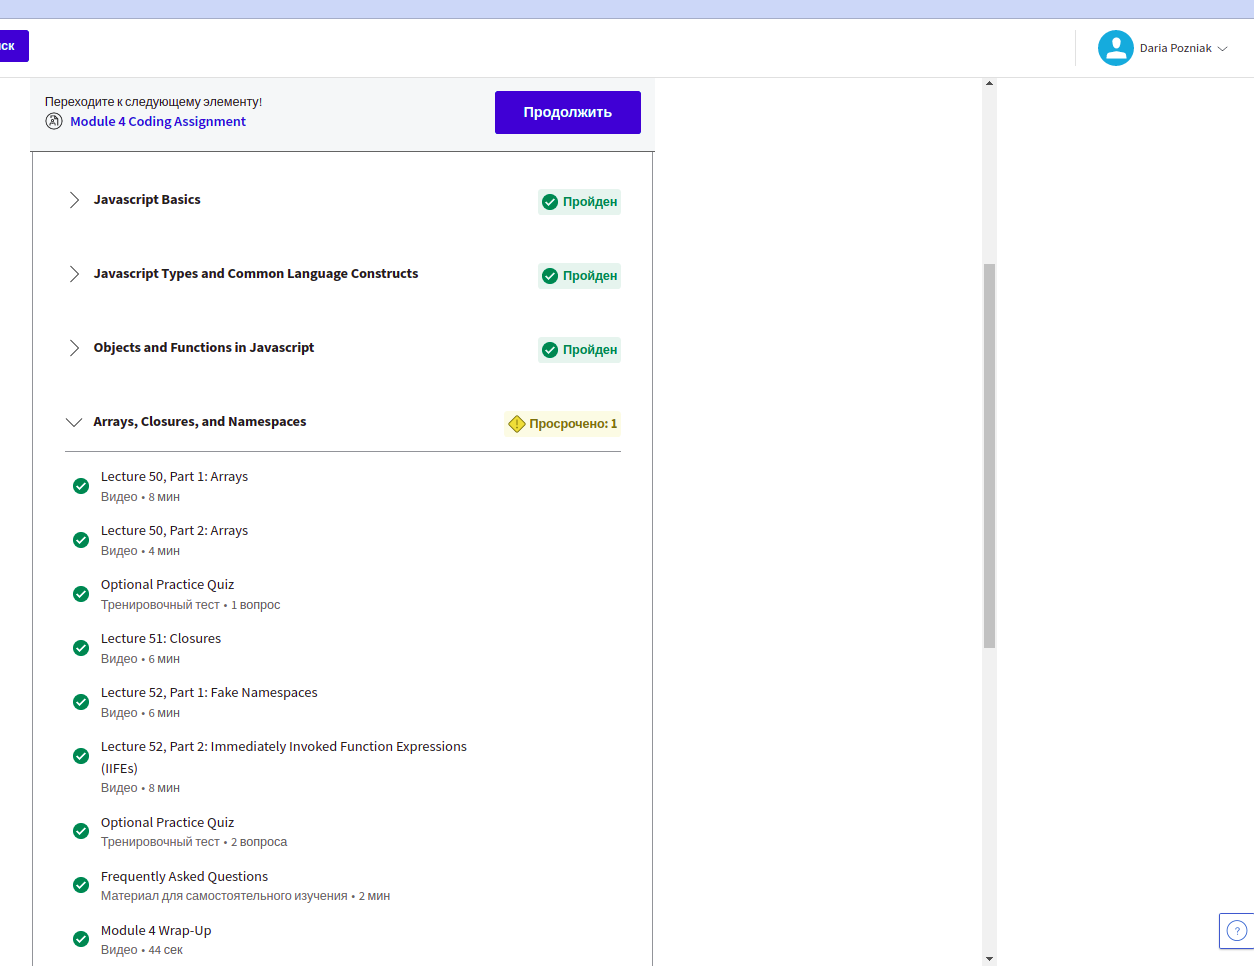 ск
Daria Pozniak
Переходите к следующему элементу!
Module 4 Coding Assignment
Продолжить
Javascript Basics
Пройден
Javascript Types and Common Language Constructs
Пройден
Objects and Functions in Javascript
Пройден
Arrays, Closures, and Namespaces
Просрочено: 1
Lecture 50, Part 1: Arrays
Видео • 8 мин
Lecture 50, Part 2: Arrays
Видео • 4 мин
Optional Practice Quiz
Тренировочный тест • 1 вопрос
Lecture 51: Closures
Видео • 6 мин
Lecture 52, Part 1: Fake Namespaces
Видео • 6 мин
Lecture 52, Part 2: Immediately Invoked Function Expressions
(IIFEs)
Видео • 8 мин
Optional Practice Quiz
Тренировочный тест • 2 вопроса
Frequently Asked Questions
Материал для самостоятельного изучения • 2 мин
Module 4 Wrap-Up
Видео • 44 сек
?